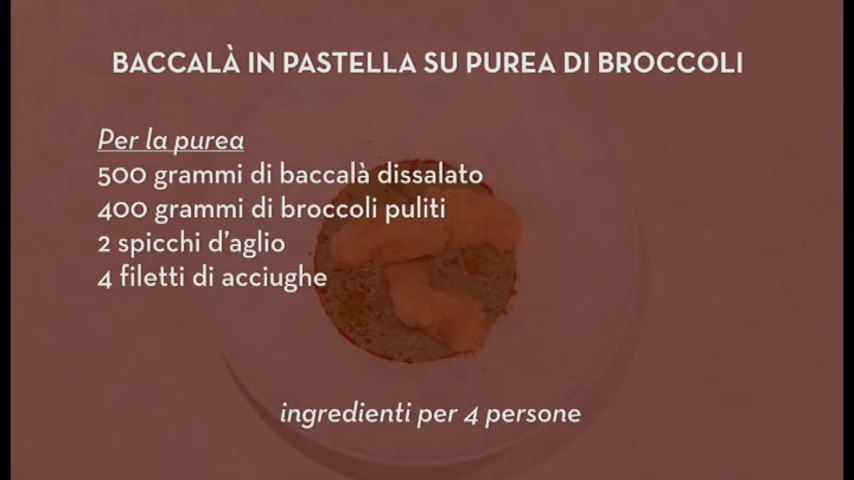 BACCALÀ IN PASTELLA SU PUREA DI BROCCOLI
Per la purea
500 grammi di baccalà dissalato
400 grammi di broccoli puliti
2 spicchi d’aglio
4 filetti di acciughe
ingredienti per 4 persone